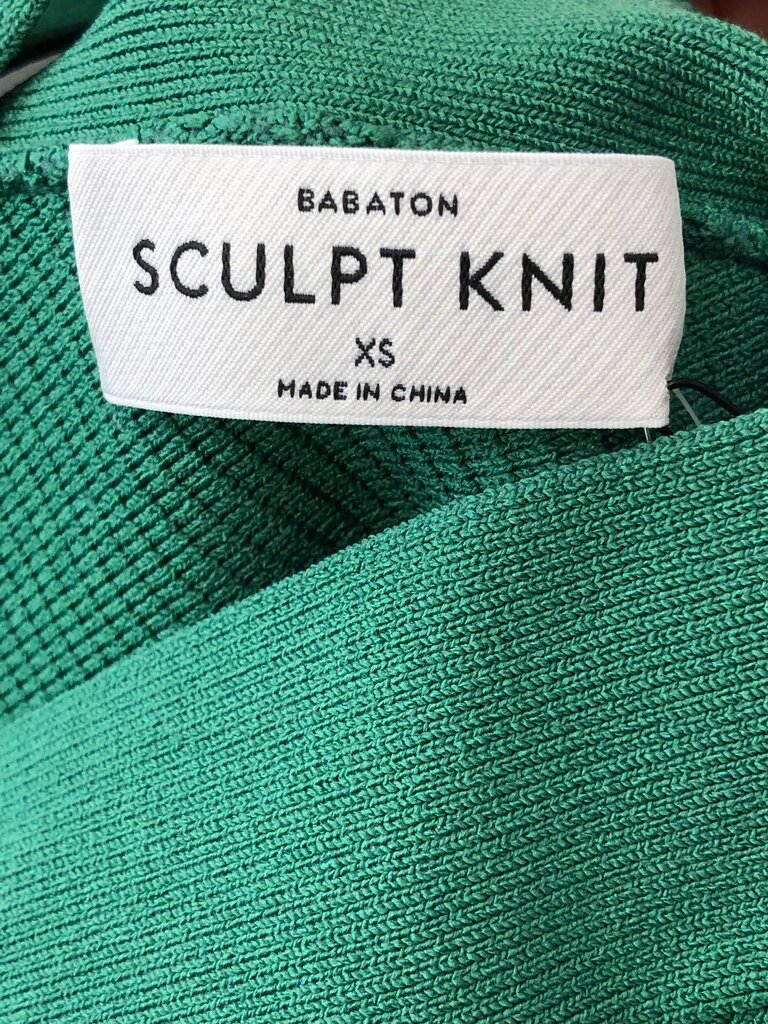 BABATON
SCULPT KNIT
XS
MADE IN CHINA